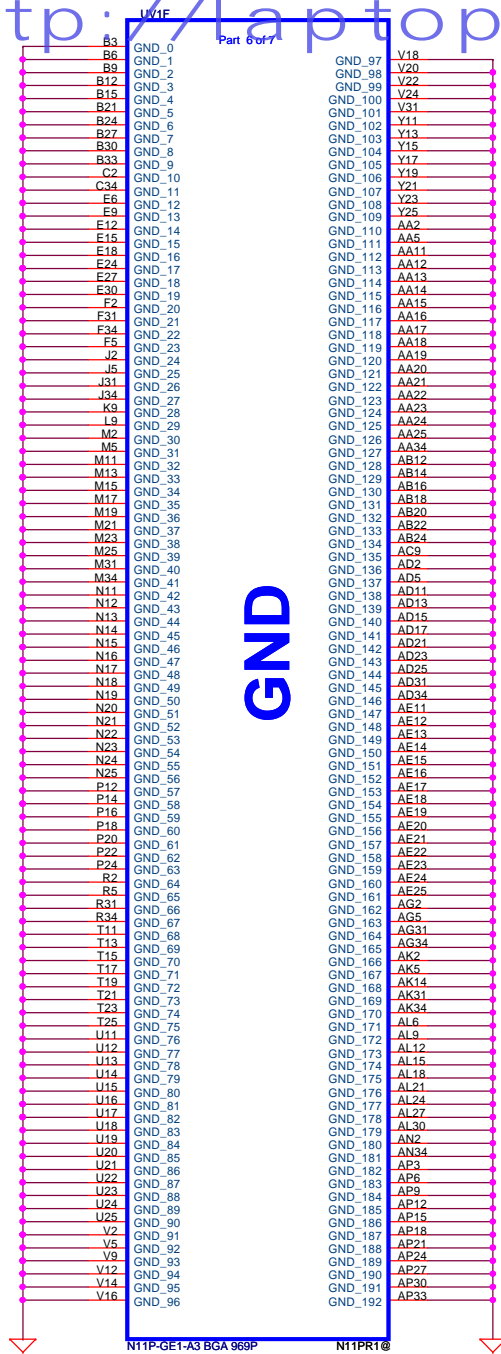 tp://laptop
UV1F
Part 6 of 7
B3 GND_0
B6 GND_1
B9 GND_2
B12 GND_3
B15 GND_4
B21 GND_5
B24 GND_6
B27 GND_7
B30 GND_8
B33 GND_9
C2 GND_10
C34 GND_11
E6 GND_12
E9 GND_13
E12 GND_14
E15 GND_15
E18 GND_16
E24 GND_17
E27 GND_18
E30 GND_19
F2 GND_20
F31 GND_21
F34 GND_22
F5 GND_23
J2 GND_24
J5 GND_25
J31 GND_26
J34 GND_27
K9 GND_28
L9 GND_29
M2 GND_30
M5 GND_31
M11 GND_32
M13 GND_33
M15 GND_34
M17 GND_35
M19 GND_36
M21 GND_37
M23 GND_38
M25 GND_39
M31 GND_40
M34 GND_41
N11 GND_42
N12 GND_43
N13 GND_44
N14 GND_45
N15 GND_46
N16 GND_47
N17 GND_48
N18 GND_49
N19 GND_50
N20 GND_51
N21 GND_52
N22 GND_53
N23 GND_54
N24 GND_55
N25 GND_56
P12 GND_57
P14 GND_58
P16 GND_59
P18 GND_60
P20 GND_61
P22 GND_62
P24 GND_63
R2 GND_64
R5 GND_65
R31 GND_66
R34 GND_67
T11 GND_68
T13 GND_69
T15 GND_70
T17 GND_71
T19 GND_72
T21 GND_73
T23 GND_74
T25 GND_75
U11 GND_76
U12 GND_77
U13 GND_78
U14 GND_79
U15 GND_80
U16 GND_81
U17 GND_82
U18 GND_83
U19 GND_84
U20 GND_85
U21 GND_86
U22 GND_87
U23 GND_88
U24 GND_89
U25 GND_90
V2 GND_91
V5 GND_92
V9 GND_93
V12 GND_94
V14 GND_95
V16 GND_96
GND
GND_97 V18
GND_98 V20
GND_99 V22
GND_100 V24
GND_101 V31
GND_102 Y11
GND_103 Y13
GND_104 Y15
GND_105 Y17
GND_106 Y19
GND_107 Y21
GND_108 Y23
GND_109 Y25
GND_110 AA2
GND_111 AA5
GND_112 AA11
GND_113 AA12
GND_114 AA13
GND_115 AA14
GND_116 AA15
GND_117 AA16
GND_118 AA17
GND_119 AA18
GND_120 AA19
GND_121 AA20
GND_122 AA21
GND_123 AA22
GND_124 AA23
GND_125 AA24
GND_126 AA25
GND_127 AA34
GND_128 AB12
GND_129 AB14
GND_130 AB16
GND_131 AB18
GND_132 AB20
GND_133 AB22
GND_134 AB24
GND_135 AC9
GND_136 AD2
GND_137 AD5
GND_138 AD11
GND_139 AD13
GND_140 AD15
GND_141 AD17
GND_142 AD21
GND_143 AD23
GND_144 AD25
GND_145 AD31
GND_146 AD34
GND_147 AE11
GND_148 AE12
GND_149 AE13
GND_150 AE14
GND_151 AE15
GND_152 AE16
GND_153 AE17
GND_154 AE18
GND_155 AE19
GND_156 AE20
GND_157 AE21
GND_158 AE22
GND_159 AE23
GND_160 AE24
GND_161 AE25
GND_162 AG2
GND_163 AG5
GND_164 AG31
GND_165 AG34
GND_166 AK2
GND_167 AK5
GND_168 AK14
GND_169 AK31
GND_170 AK34
GND_171 AL6
GND_172 AL9
GND_173 AL12
GND_174 AL15
GND_175 AL18
GND_176 AL21
GND_177 AL24
GND_178 AL27
GND_179 AL30
GND_180 AN2
GND_181 AN34
GND_182 AP3
GND_183 AP6
GND_184 AP9
GND_185 AP12
GND_186 AP15
GND_187 AP18
GND_188 AP21
GND_189 AP24
GND_190 AP27
GND_191 AP30
GND_192 AP33
N11P-GE1-A3 BGA 969P
N11PR1@